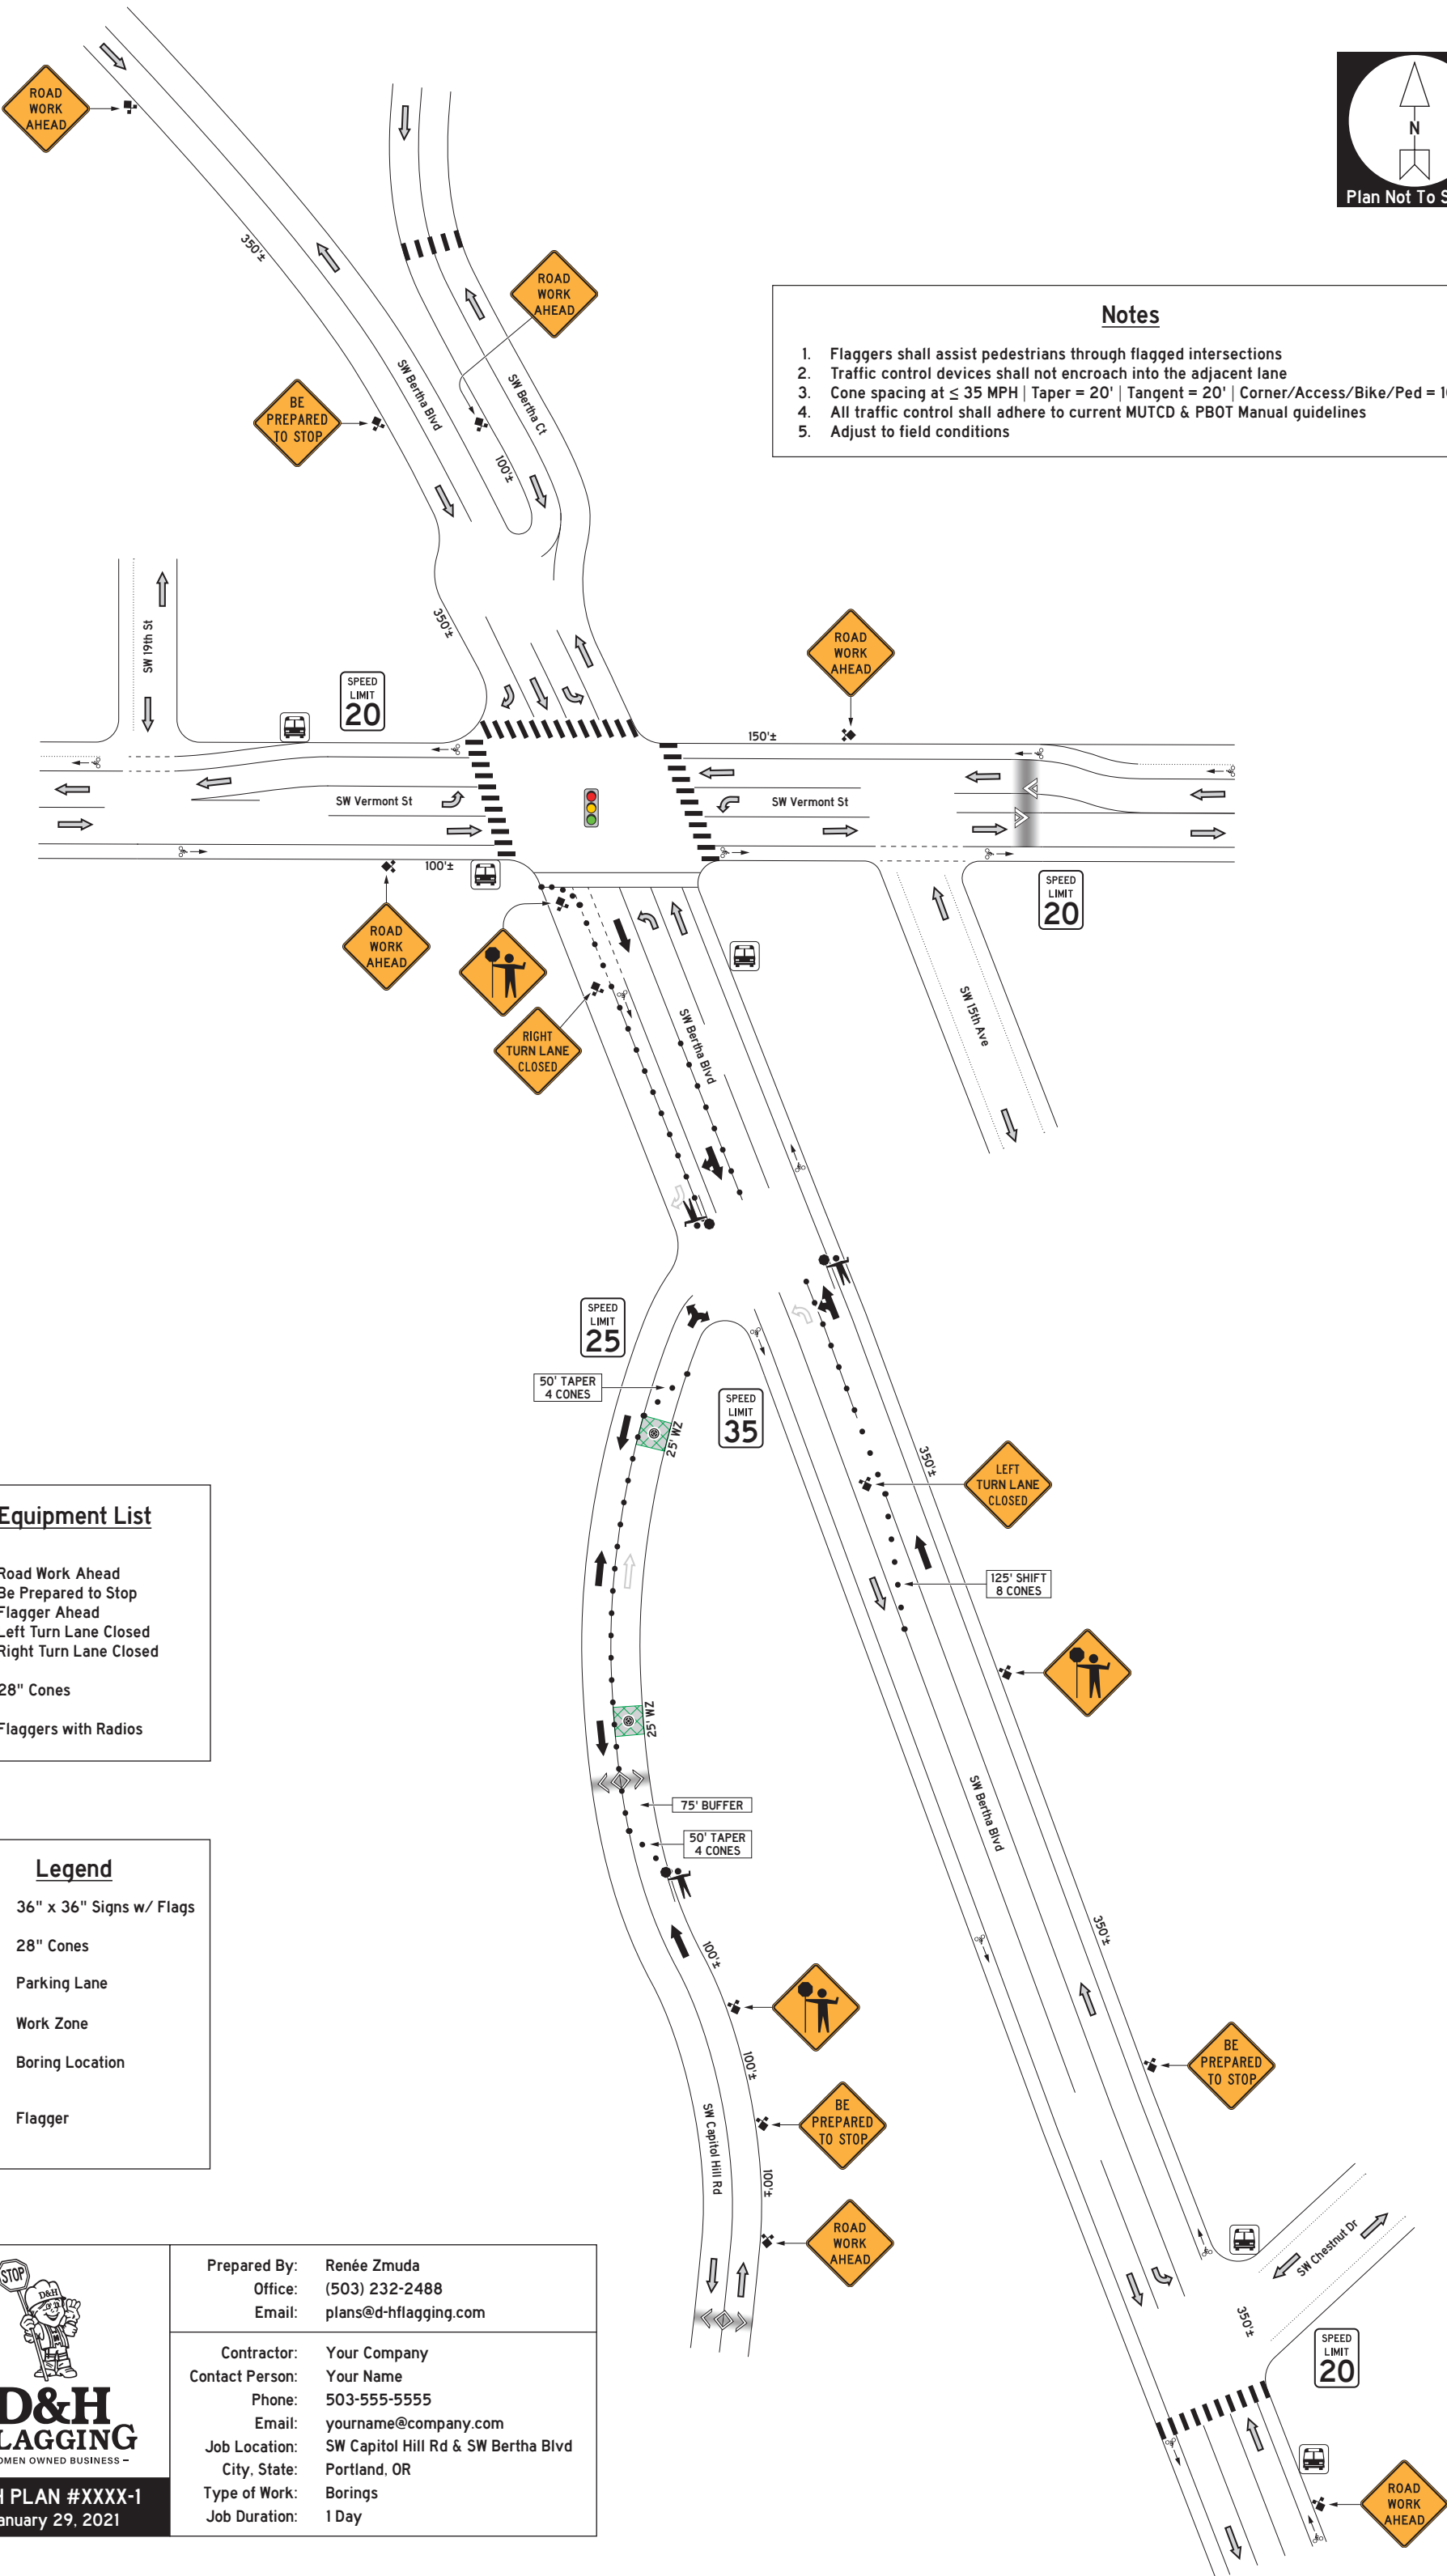 ROAD
WORK
AHEAD
N
Plan Not To S
350'±
ROAD
WORK
AHEAD
Notes
1. Flaggers shall assist pedestrians through flagged intersections
2. Traffic control devices shall not encroach into the adjacent lane
3. Cone spacing at ≤ 35 MPH | Taper = 20' | Tangent = 20' | Corner/Access/Bike/Ped = 1
4. All traffic control shall adhere to current MUTCD & PBOT Manual guidelines
5. Adjust to field conditions
SW Bertha Blvd
SW Bertha Ct
BE
PREPARED
TO STOP
100'±
350'±
SW 19th St
ROAD
WORK
AHEAD
SPEED
LIMIT
20
150'±
SW Vermont St
SW Vermont St
100'±
SPEED
LIMIT
20
ROAD
WORK
AHEAD
RIGHT
TURN LANE
CLOSED
SW Bertha Blvd
SW 15th Ave
SPEED
LIMIT
25
50' TAPER
4 CONES
SPEED
LIMIT
35
25' WZ
350'±
LEFT
TURN LANE
CLOSED
125' SHIFT
8 CONES
Equipment List
Road Work Ahead
Be Prepared to Stop
Flagger Ahead
Left Turn Lane Closed
Right Turn Lane Closed
28" Cones
Flaggers with Radios
25' WZ
75' BUFFER
50' TAPER
4 CONES
SW Bertha Blvd
Legend
36" x 36" Signs w/ Flags
28" Cones
Parking Lane
Work Zone
Boring Location
Flagger
100'±
350'±
100'±
BE
PREPARED
TO STOP
BE
PREPARED
TO STOP
SW Capitol Hill Rd
100'±
ROAD
WORK
AHEAD
SW Chestnut Dr
350'±
SPEED
LIMIT
20
ROAD
WORK
AHEAD
STOP
D&H
D&H
LAGGING
OMEN OWNED BUSINESS –
H PLAN #XXXX-1
anuary 29, 2021
Prepared By: Renée Zmuda
Office: (503) 232-2488
Email: plans@d-hflagging.com
Contractor: Your Company
Contact Person: Your Name
Phone: 503-555-5555
Email: yourname@company.com
Job Location: SW Capitol Hill Rd & SW Bertha Blvd
City, State: Portland, OR
Type of Work: Borings
Job Duration: 1 Day